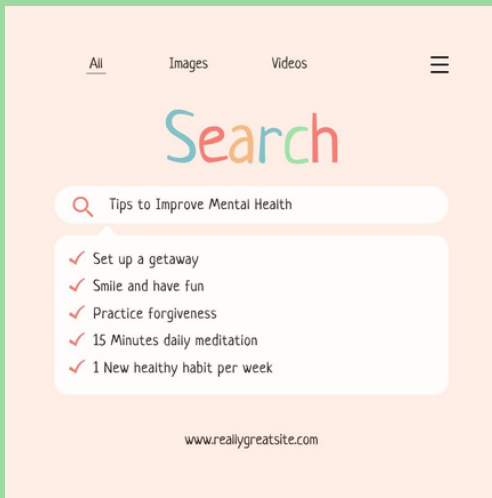 All Images Videos
Search
Tips to Improve Mental Health
Set up a getaway
Smile and have fun
Practice forgiveness
15 Minutes daily meditation
1 New healthy habit per week
www.reallygreatsite.com